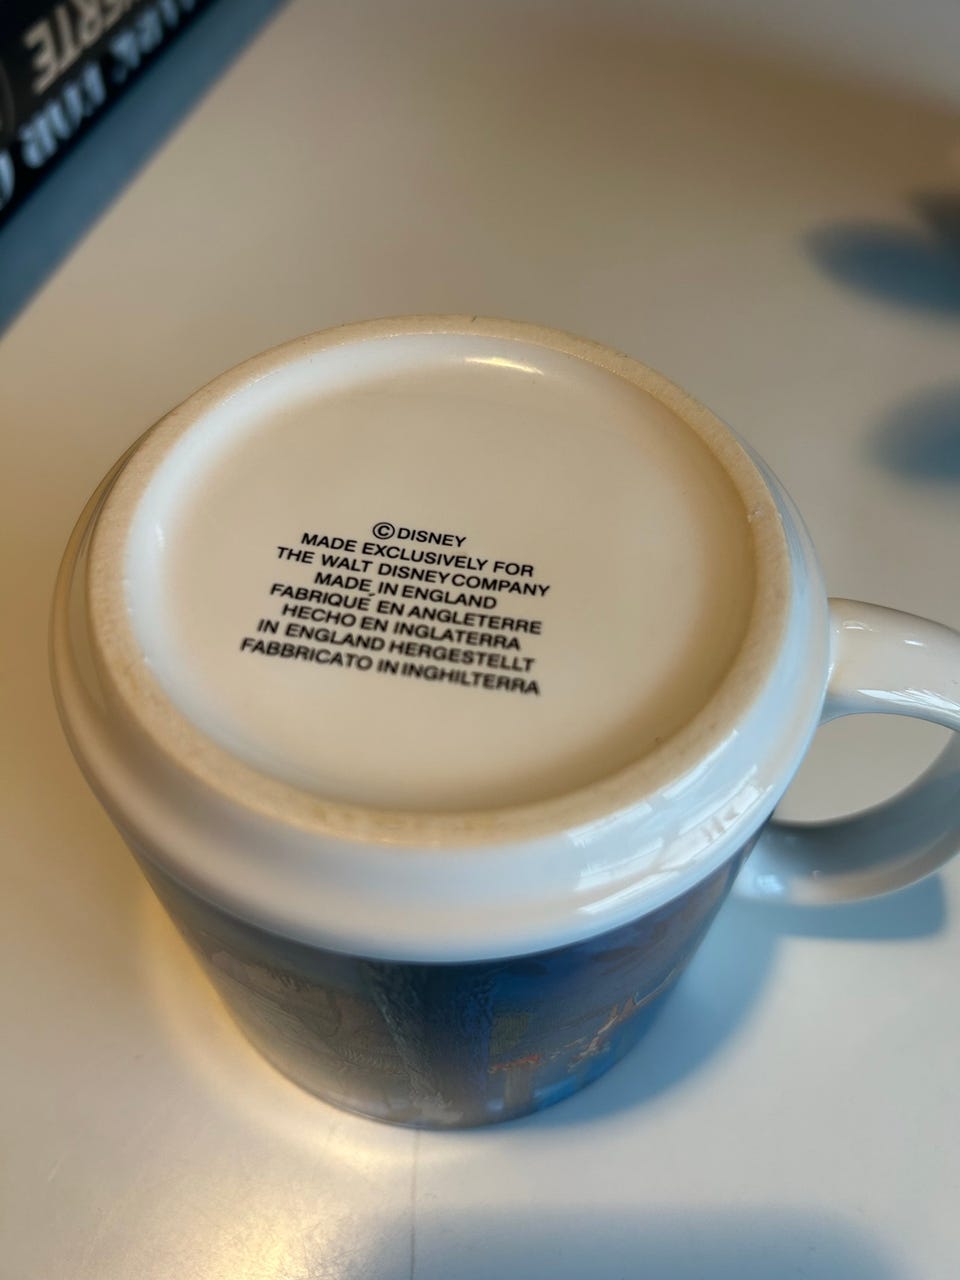 © DISNEY
MADE EXCLUSIVELY FOR
THE WALT DISNEY COMPANY
MADE IN ENGLAND
FABRIQUÉ EN ANGLETERRE
HECHO EN INGLATERRA
IN ENGLAND HERGESTELLT
FABBRICATO IN INGHILTERRA